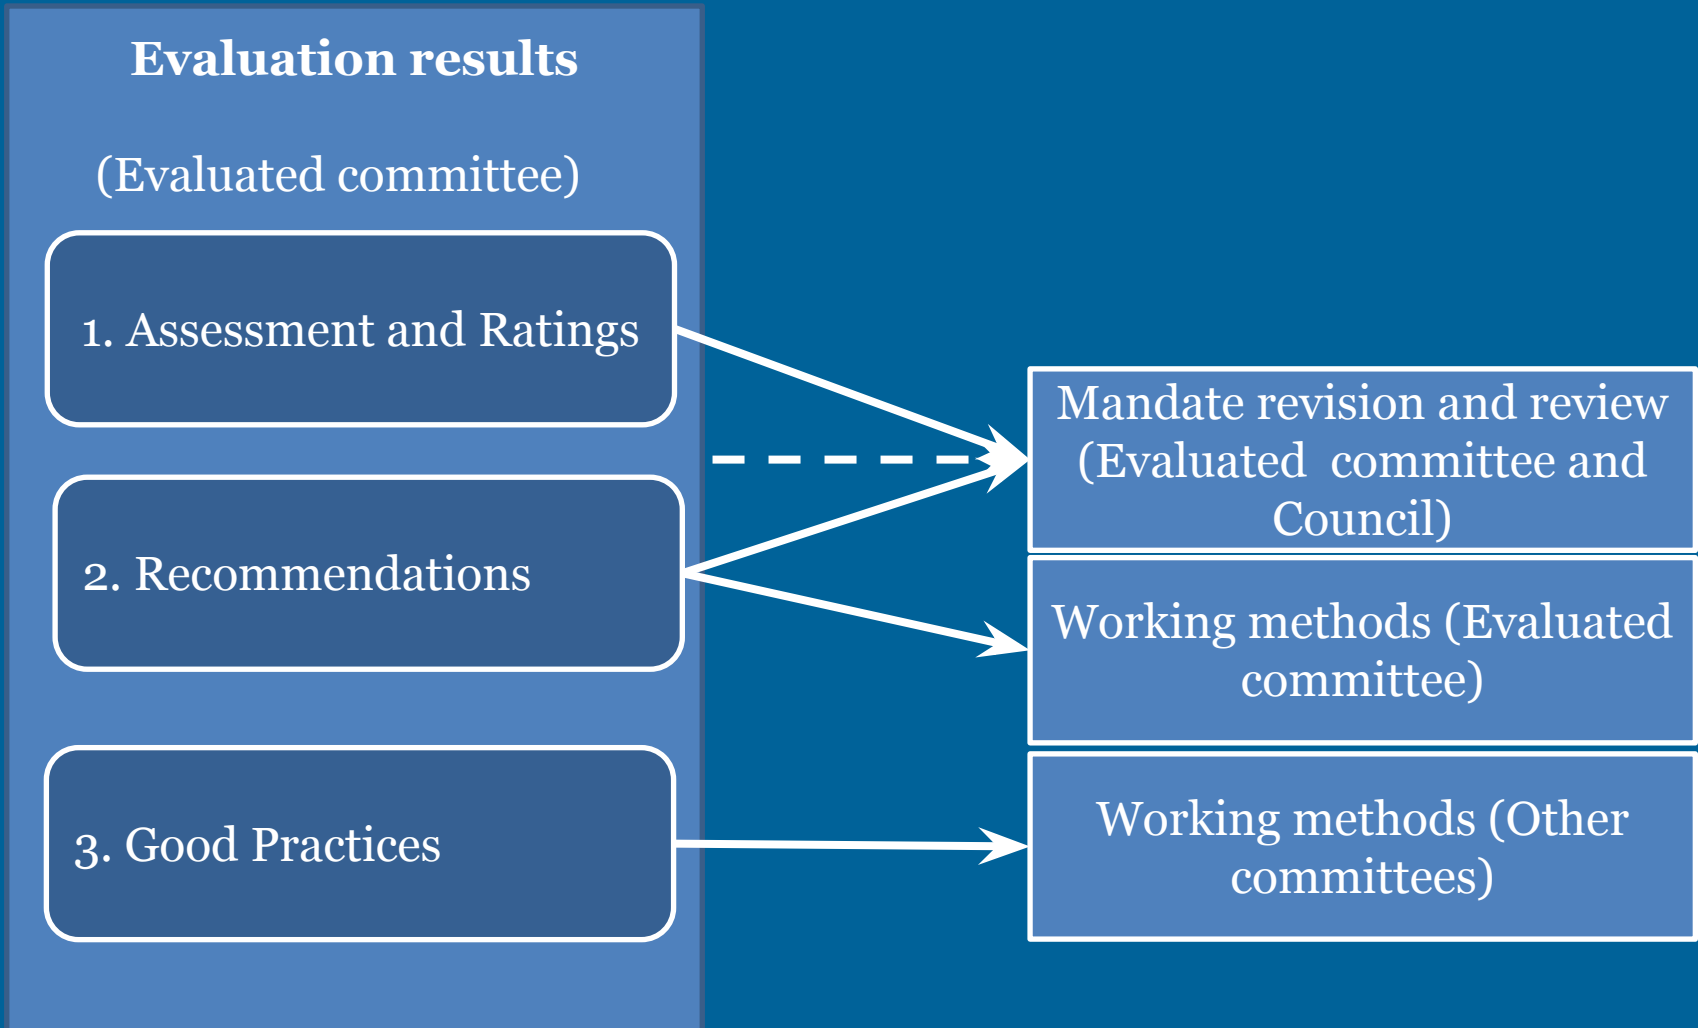 Evaluation results
(Evaluated committee)
1. Assessment and Ratings
2. Recommendations
3. Good Practices
Mandate revision and review
(Evaluated  committee and
Council)
Working methods (Evaluated
committee)
Working methods (Other
committees)